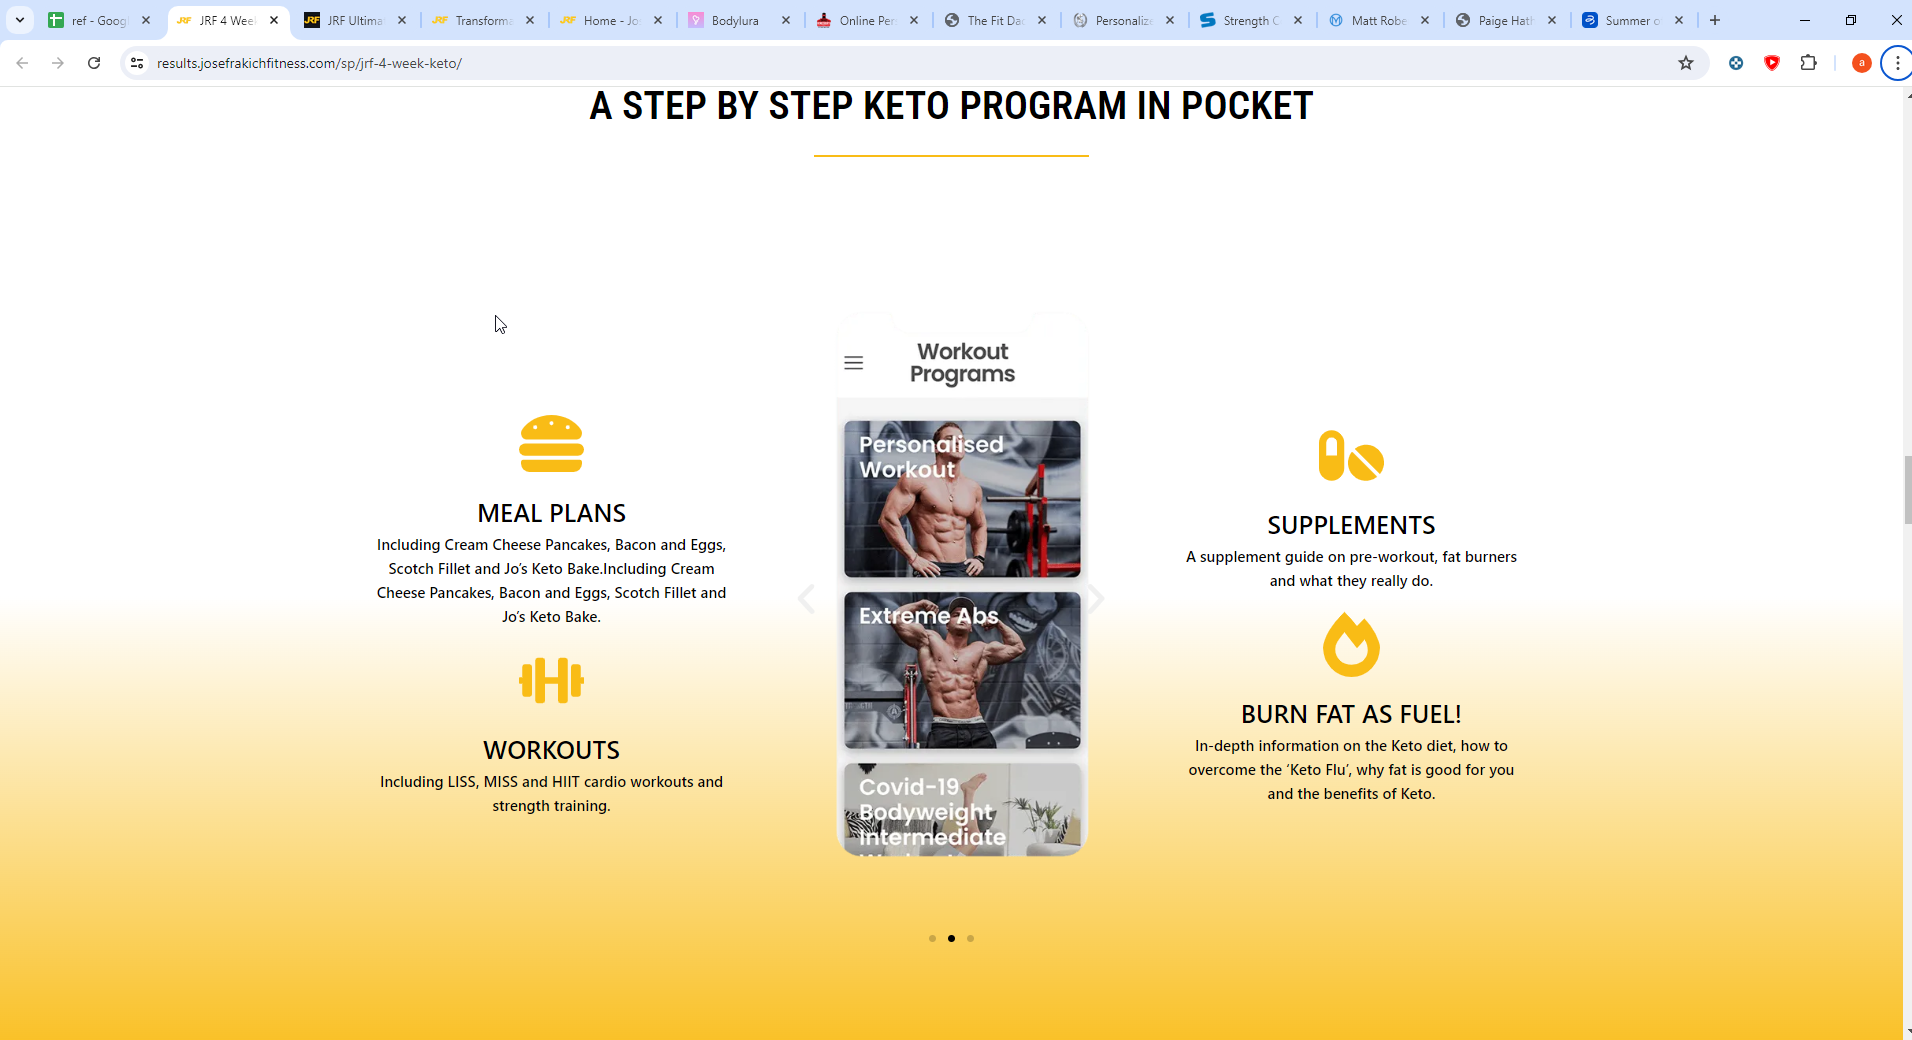 ref - Goog
JRF 4 Wee
JRF Ultima
Transforma
Home - Jo
Bodylura
Online Per
The Fit Da
Personalize
Strength C
Matt Robe
Paige Hath
Summer o
results.josefrakichfitness.com/sp/jrf-4-week-keto/
a
A STEP BY STEP KETO PROGRAM IN POCKET
MEAL PLANS
Including Cream Cheese Pancakes, Bacon and Eggs,
Scotch Fillet and Jo’s Keto Bake.Including Cream
Cheese Pancakes, Bacon and Eggs, Scotch Fillet and
Jo’s Keto Bake.
WORKOUTS
Including LISS, MISS and HIIT cardio workouts and
strength training.
Workout
Programs
Personalised
Workout
Extreme Abs
Covid-19
Bodyweight
Intermediate
SUPPLEMENTS
A supplement guide on pre-workout, fat burners
and what they really do.
BURN FAT AS FUEL!
In-depth information on the Keto diet, how to
overcome the ‘Keto Flu’, why fat is good for you
and the benefits of Keto.